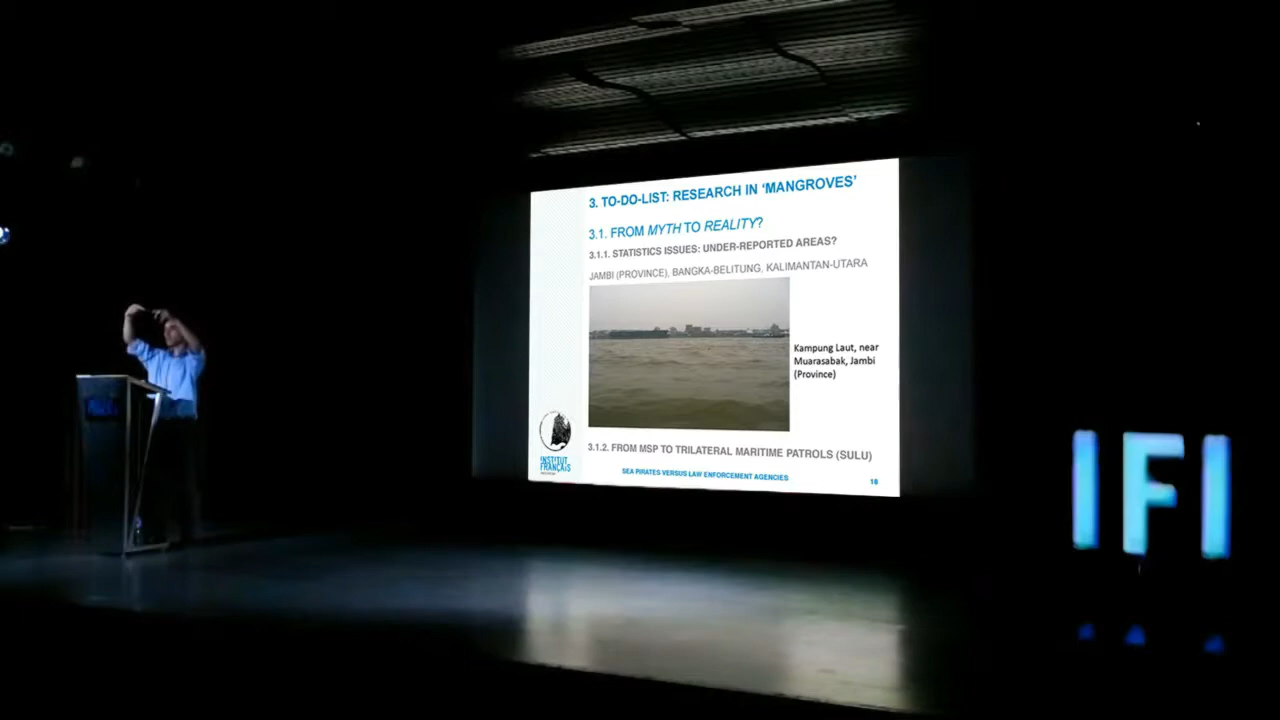 3. TO-DO-LIST: RESEARCH IN ‘MANGROVES’
3.1. FROM MYTH TO REALITY?
3.1.1. STATISTICS ISSUES: UNDER-REPORTED AREAS?
JAMBI (PROVINCE), BANGKA-BELITUNG, KALIMANTAN-UTARA
Kampung Laut, near
Muarasabak, Jambi
(Province)
3.1.2. FROM MSP TO TRILATERAL MARITIME PATROLS (SULU)
INSTITUT
FRANÇAIS
SEA PIRATES VERSUS LAW ENFORCEMENT AGENCIES
18
IFI